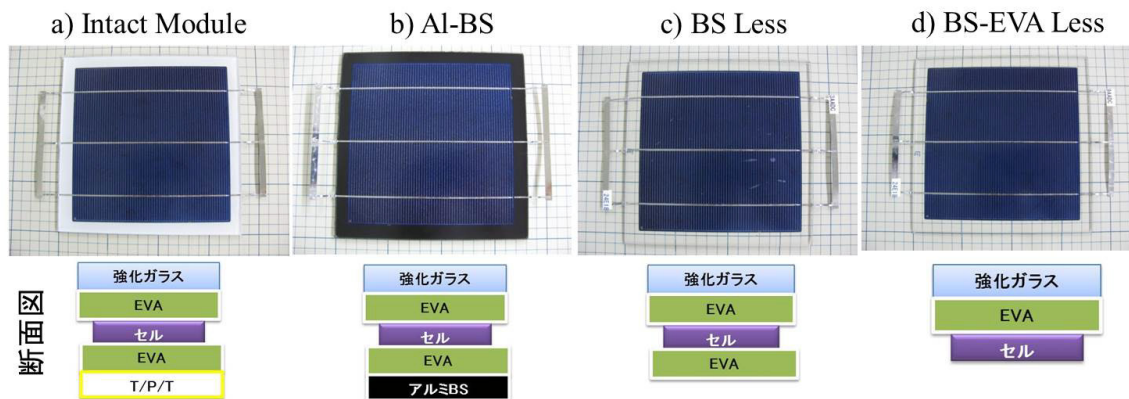 a) Intact Module
b) Al-BS
c) BS Less
d) BS-EVA Less
断面図
強化ガラス
EVA
セル
EVA
T/P/T
強化ガラス
EVA
セル
EVA
アルミBS
強化ガラス
EVA
セル
EVA
強化ガラス
EVA
セル